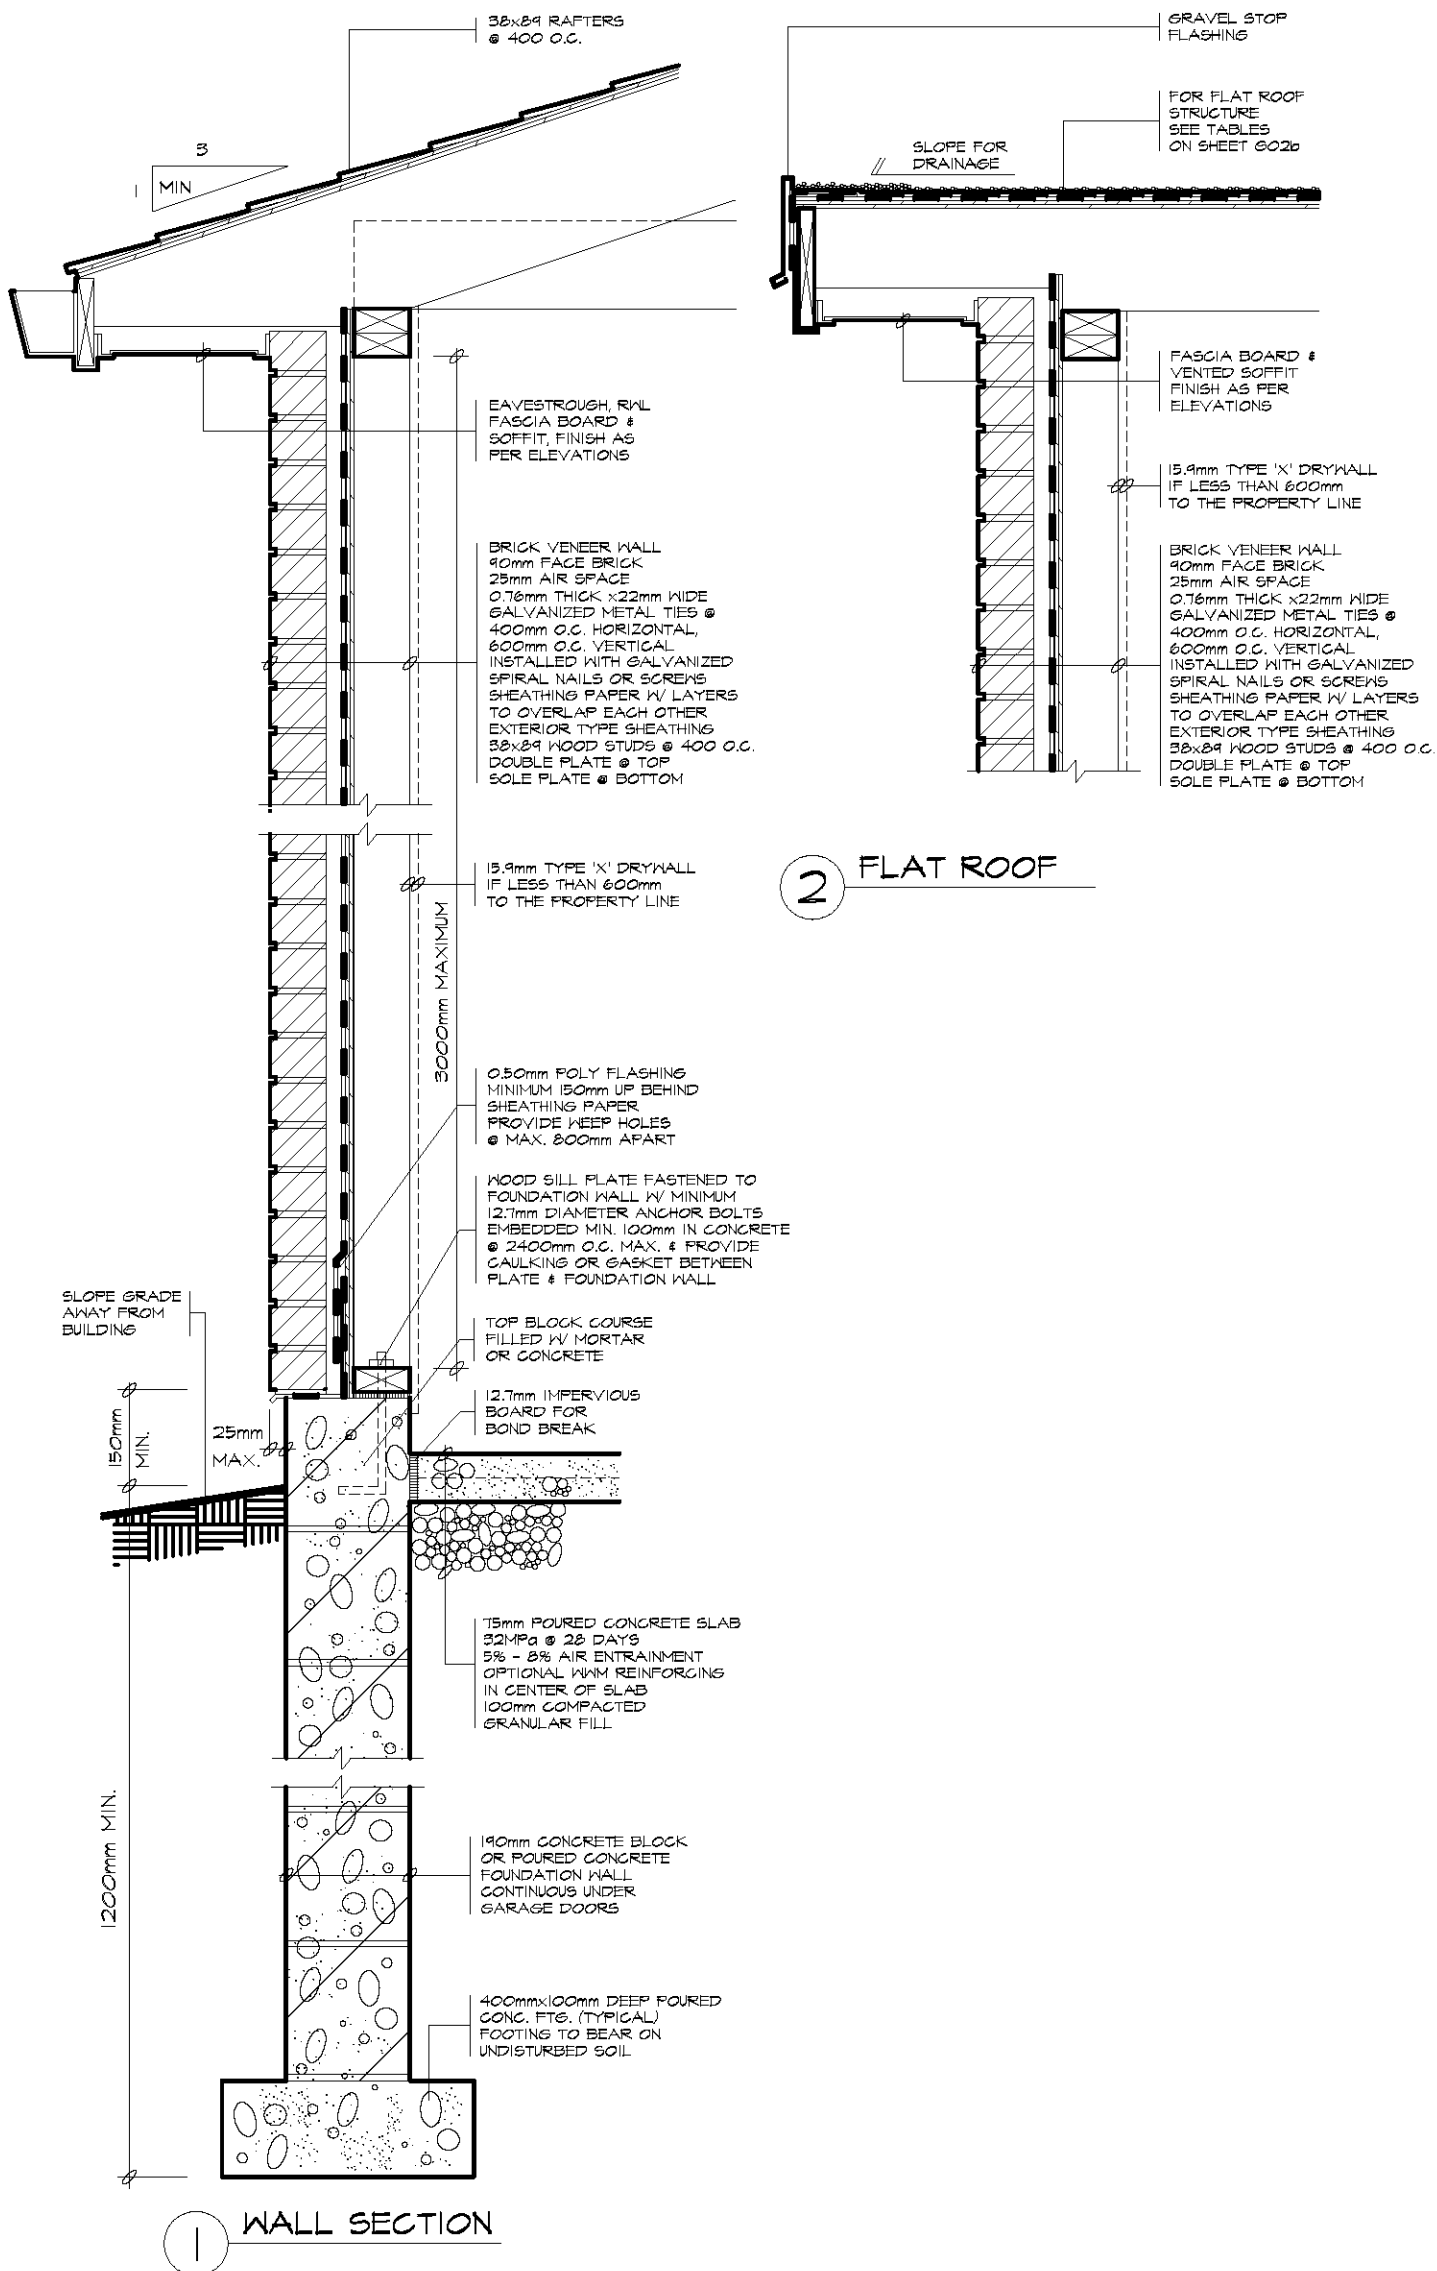 38x89 RAFTERS
@ 400 O.C.
3
1
MIN
EAVESTROUGH, RWL
FASCIA BOARD &
SOFFIT, FINISH AS
PER ELEVATIONS
BRICK VENEER WALL
90mm FACE BRICK
25mm AIR SPACE
0.76mm THICK x22mm WIDE
GALVANIZED METAL TIES @
400mm O.C. HORIZONTAL,
600mm O.C. VERTICAL
INSTALLED WITH GALVANIZED
SPIRAL NAILS OR SCREWS
SHEATHING PAPER W/ LAYERS
TO OVERLAP EACH OTHER
EXTERIOR TYPE SHEATHING
38x89 WOOD STUDS @ 400 O.C.
DOUBLE PLATE @ TOP
SOLE PLATE @ BOTTOM
15.9mm TYPE 'X' DRYWALL
IF LESS THAN 600mm
TO THE PROPERTY LINE
3000mm MAXIMUM
0.50mm POLY FLASHING
MINIMUM 150mm UP BEHIND
SHEATHING PAPER
PROVIDE WEEP HOLES
@ MAX. 800mm APART
WOOD SILL PLATE FASTENED TO
FOUNDATION WALL W/ MINIMUM
12.7mm DIAMETER ANCHOR BOLTS
EMBEDDED MIN. 100mm IN CONCRETE
@ 2400mm O.C. MAX. & PROVIDE
CAULKING OR GASKET BETWEEN
PLATE & FOUNDATION WALL
SLOPE GRADE
AWAY FROM
BUILDING
TOP BLOCK COURSE
FILLED W/ MORTAR
OR CONCRETE
12.7mm IMPERVIOUS
BOARD FOR
BOND BREAK
150mm
MIN.
25mm
MAX.
75mm POURED CONCRETE SLAB
32MPa @ 28 DAYS
5% - 8% AIR ENTRAINMENT
OPTIONAL WWM REINFORCING
IN CENTER OF SLAB
100mm COMPACTED
GRANULAR FILL
1200mm MIN.
190mm CONCRETE BLOCK
OR POURED CONCRETE
FOUNDATION WALL
CONTINUOUS UNDER
GARAGE DOORS
400mmx100mm DEEP POURED
CONC. FTG. (TYPICAL)
FOOTING TO BEAR ON
UNDISTURBED SOIL
1 WALL SECTION
GRAVEL STOP
FLASHING
FOR FLAT ROOF
STRUCTURE
SEE TABLES
ON SHEET G02b
SLOPE FOR
DRAINAGE
FASCIA BOARD &
VENTED SOFFIT
FINISH AS PER
ELEVATIONS
15.9mm TYPE 'X' DRYWALL
IF LESS THAN 600mm
TO THE PROPERTY LINE
BRICK VENEER WALL
90mm FACE BRICK
25mm AIR SPACE
0.76mm THICK x22mm WIDE
GALVANIZED METAL TIES @
400mm O.C. HORIZONTAL,
600mm O.C. VERTICAL
INSTALLED WITH GALVANIZED
SPIRAL NAILS OR SCREWS
SHEATHING PAPER W/ LAYERS
TO OVERLAP EACH OTHER
EXTERIOR TYPE SHEATHING
38x89 WOOD STUDS @ 400 O.C.
DOUBLE PLATE @ TOP
SOLE PLATE @ BOTTOM
2 FLAT ROOF